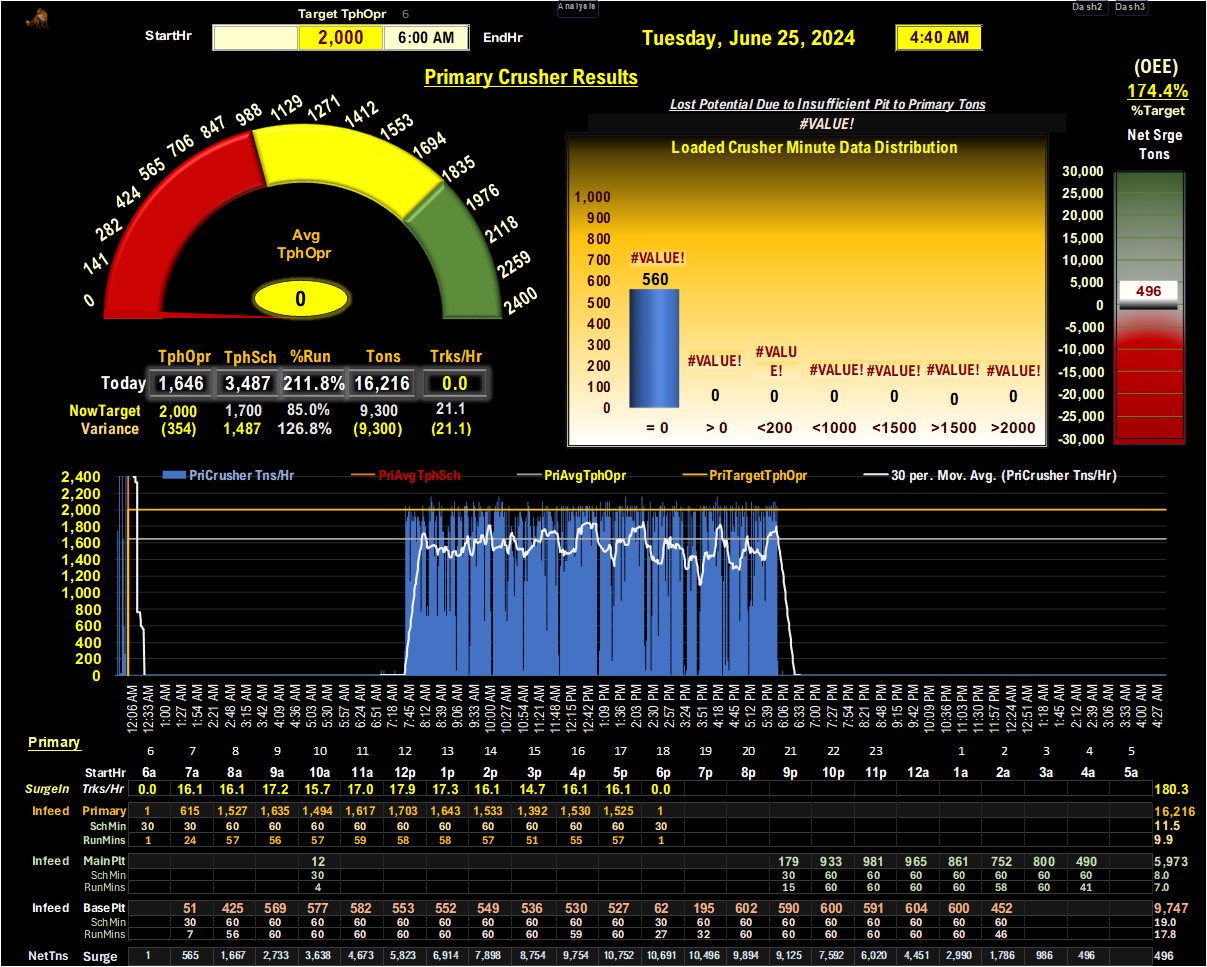 Target TphOpr 6
Analysis
Dash2 Dash3
StartHr 2,000 6:00 AM EndHr Tuesday, June 25, 2024 4:40 AM
Primary Crusher Results
(OEE)
174.4%
%Target
Lost Potential Due to Insufficient Pit to Primary Tons
#VALUE!
Net Srge
Tons
Loaded Crusher Minute Data Distribution
0 141 282 424 565 706 847 988 1129 1271 1412 1553 1694 1835 1976 2118 2259 2400
Avg
TphOpr
0
1,000
900
800
700
600
500
400
300
200
100
0
#VALUE! #VALUE! #VALU
E! #VALUE! #VALUE! #VALUE! #VALUE!
560 0 0 0 0 0 0
= 0 > 0 <200 <1000 <1500 >1500 >2000
30,000
25,000
20,000
15,000
10,000
5,000
0
-5,000
-10,000
-15,000
-20,000
-25,000
-30,000
496
TphOpr TphSch %Run Tons Trks/Hr
Today 1,646 3,487 211.8% 16,216 0.0
NowTarget 2,000 1,700 85.0% 9,300 21.1
Variance (354) 1,487 126.8% (9,300) (21.1)
PriCrusher Tns/Hr PriAvgTphSch PriAvgTphOpr PriTargetTphOpr 30 per. Mov. Avg. (PriCrusher Tns/Hr)
2,400
2,200
2,000
1,800
1,600
1,400
1,200
1,000
800
600
400
200
0
12:06 AM 12:33 AM 1:00 AM 1:27 AM 1:54 AM 2:21 AM 2:48 AM 3:15 AM 3:42 AM 4:09 AM 4:36 AM 5:03 AM 5:30 AM 5:57 AM 6:24 AM 6:51 AM 7:18 AM 7:45 AM 8:12 AM 8:39 AM 9:06 AM 9:33 AM 10:00 AM 10:27 AM 10:54 AM 11:21 AM 11:48 AM 12:15 PM 12:42 PM 1:09 PM 1:36 PM 2:03 PM 2:30 PM 2:57 PM 3:24 PM 3:51 PM 4:18 PM 4:45 PM 5:12 PM 5:39 PM 6:06 PM 6:33 PM 7:00 PM 7:27 PM 7:54 PM 8:21 PM 8:48 PM 9:15 PM 9:42 PM 10:09 PM 10:36 PM 11:03 PM 11:30 PM 11:57 PM 12:24 AM 12:51 AM 1:18 AM 1:45 AM 2:12 AM 2:39 AM 3:06 AM 3:33 AM 4:00 AM 4:27 AM
Primary
6 7 8 9 10 11 12 13 14 15 16 17 18 19 20 21 22 23 1 2 3 4 5
StartHr 6a 7a 8a 9a 10a 11a 12p 1p 2p 3p 4p 5p 6p 7p 8p 9p 10p 11p 12a 1a 2a 3a 4a 5a
SurgeIn Trks/Hr 0.0 16.1 16.1 17.2 15.7 17.0 17.9 17.3 16.1 14.7 16.1 16.1 0.0 180.3
Infeed Primary 1 615 1,527 1,635 1,494 1,617 1,703 1,643 1,533 1,392 1,530 1,525 1 16,216
SchMin 30 30 60 60 60 60 60 60 60 60 60 60 30 11.5
RunMins 1 24 57 56 57 59 58 58 57 51 55 57 1 9.9
Infeed MainPlt 12 179 933 981 965 861 752 800 490 5,973
SchMin 30 30 60 60 60 60 60 60 60 8.0
RunMins 4 15 60 60 60 60 58 60 41 7.0
Infeed BasePlt 51 425 569 577 582 553 552 549 536 530 527 62 195 602 590 600 591 604 600 452 9,747
SchMin 30 60 60 60 60 60 60 60 60 60 60 30 60 60 60 60 60 60 60 60 19.0
RunMins 7 56 60 60 60 60 60 60 60 59 60 27 32 60 60 60 60 60 60 46 17.8
NetTns Surge 1 565 1,667 2,733 3,638 4,673 5,823 6,914 7,898 8,754 9,754 10,752 10,691 10,496 9,894 9,125 7,592 6,020 4,451 2,990 1,786 986 496 496